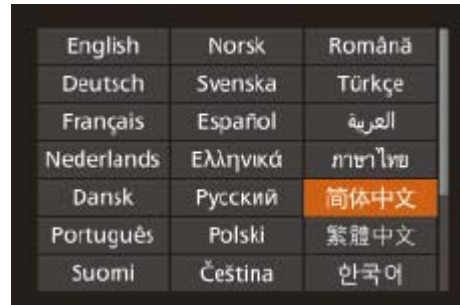 English Norsk Română
Deutsch Svenska Türkçe
Français Español العربية
Nederlands Ελληνικά ภาษาไทย
Dansk Русский 简体中文
Português Polski 繁體中文
Suomi Čeština 한국어